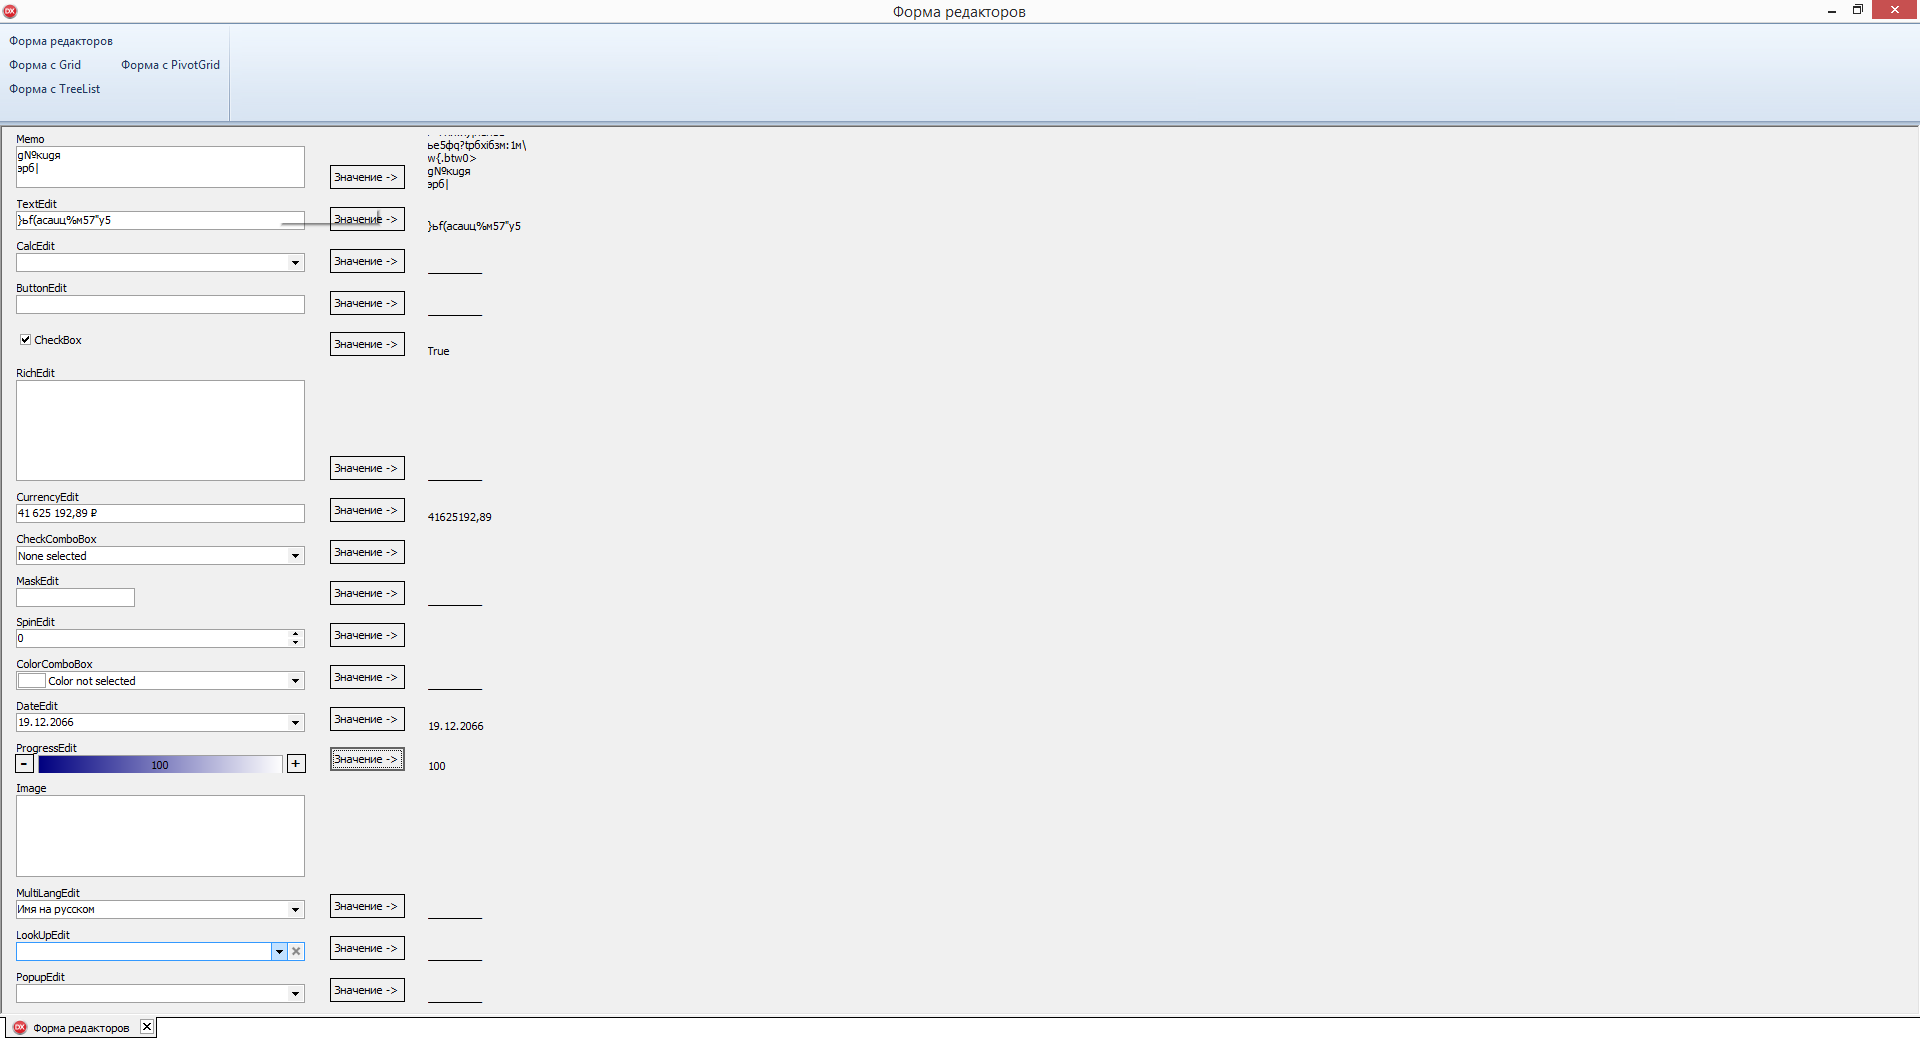 Форма редакторов
Форма редакторов
Форма с Grid
Форма с PivotGrid
Форма с TreeList
Memo
gNºкиgя
эрб|
Значение ->
ье5фq?tрбхiбзм:1м\
w{.btw0>
gNºкиgя
эрб|
TextEdit
}ьf(асаuц%м57"у5
Значение ->
}ьf(асаuц%м57"у5
CalcEdit
Значение ->
ButtonEdit
Значение ->
CheckBox
Значение ->
True
RichEdit
Значение ->
CurrencyEdit
41 625 192,89 ₽
Значение ->
41625192,89
CheckComboBox
None selected
Значение ->
MaskEdit
Значение ->
SpinEdit
0
Значение ->
ColorComboBox
Color not selected
Значение ->
DateEdit
19.12.2066
Значение ->
19.12.2066
ProgressEdit
- 100 +
Значение ->
100
Image
MultiLangEdit
Имя на русском
Значение ->
LookUpEdit
Значение ->
PopupEdit
Значение ->
DX Форма редакторов